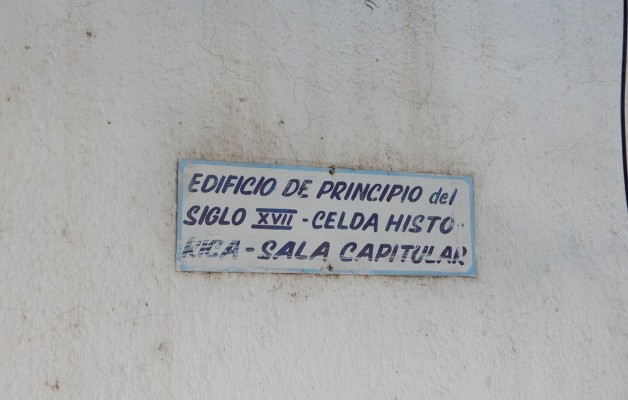 EDIFICIO DE PRINCIPIO del
SIGLO XVII - CELDA HISTO-
RICA - SALA CAPITULAR